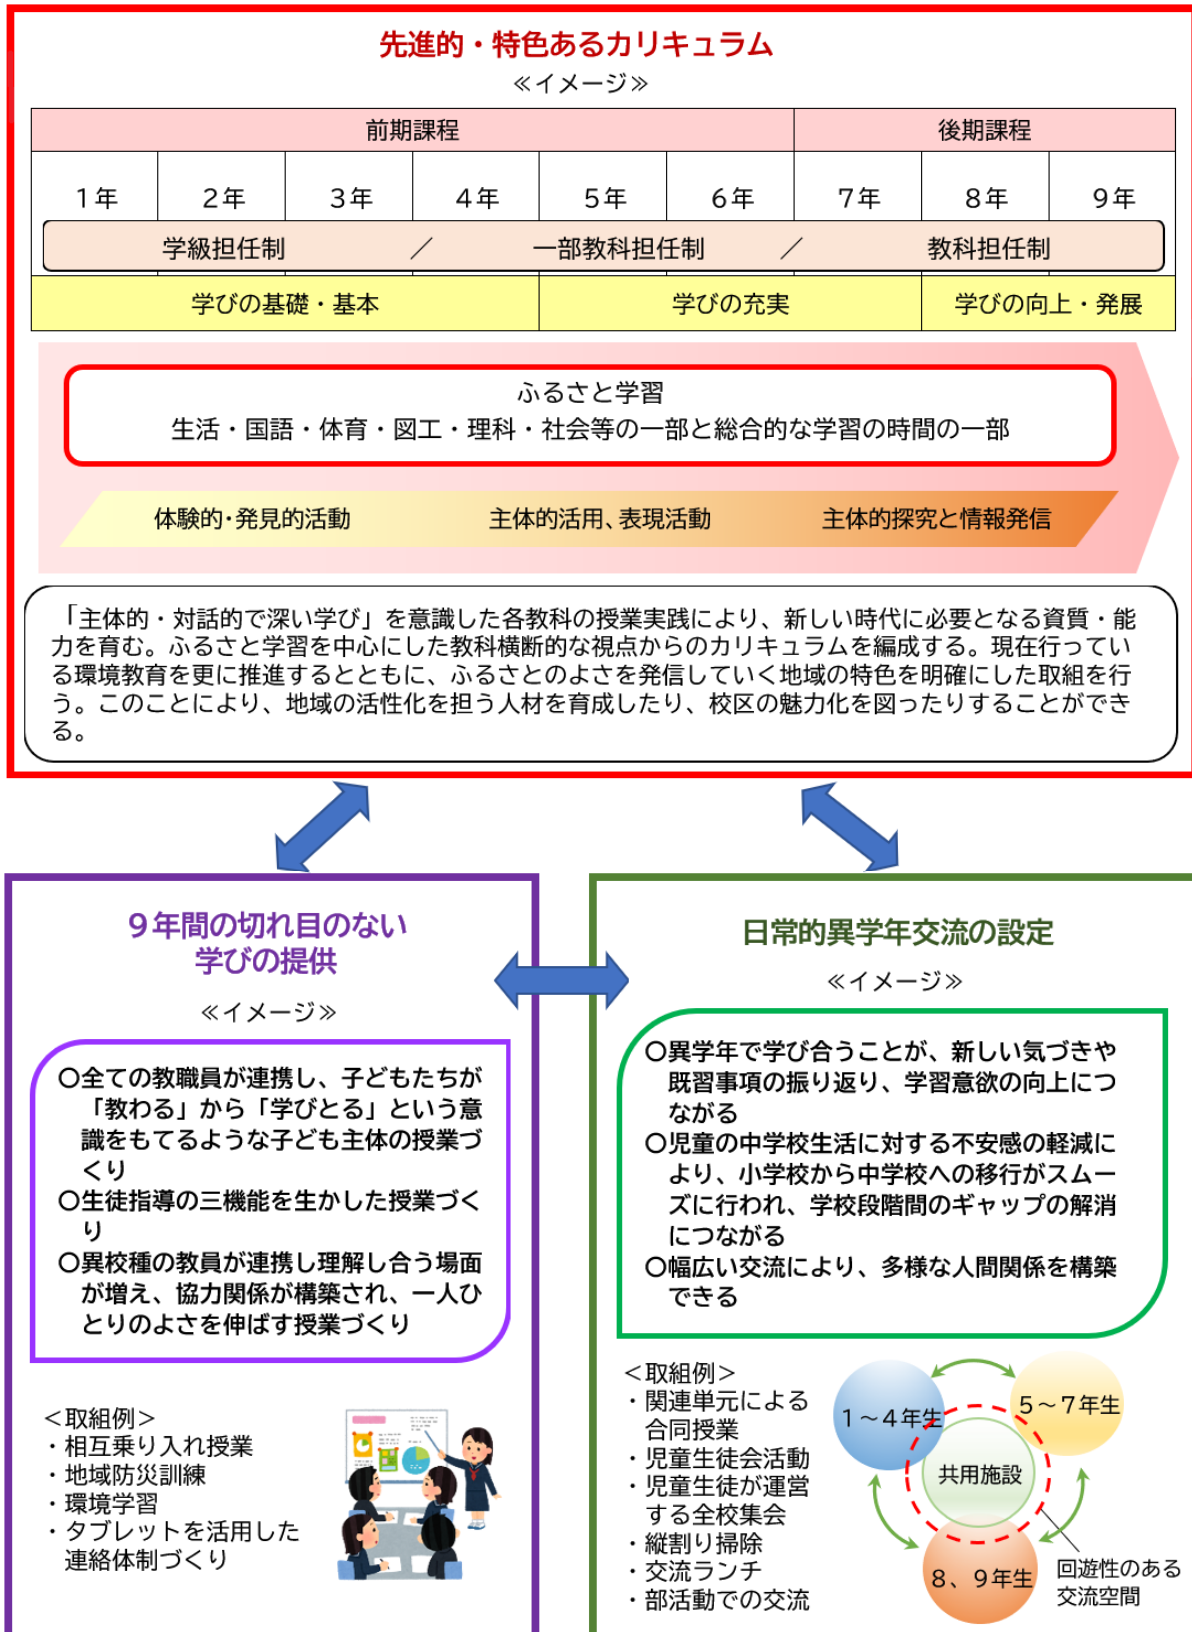 先進的・特色あるカリキュラム
≪イメージ≫
前期課程 後期課程
1年 2年 3年 4年 5年 6年 7年 8年 9年
学級担任制 ／ 一部教科担任制 ／ 教科担任制
学びの基礎・基本 学びの充実 学びの向上・発展
ふるさと学習
生活・国語・体育・図工・理科・社会等の一部と総合的な学習の時間の一部
体験的・発見的活動 主体的活用、表現活動 主体的探究と情報発信
「主体的・対話的で深い学び」を意識した各教科の授業実践により、新しい時代に必要となる資質・能
力を育む。ふるさと学習を中心にした教科横断的な視点からのカリキュラムを編成する。現在行ってい
る環境教育を更に推進するとともに、ふるさとのよさを発信していく地域の特色を明確にした取組を行
う。このことにより、地域の活性化を担う人材を育成したり、校区の魅力化を図ったりすることができ
る。
9年間の切れ目のない
学びの提供
≪イメージ≫
〇全ての教職員が連携し、子どもたちが
「教わる」から「学びとる」という意
識をもてるような子ども主体の授業づ
くり
〇生徒指導の三機能を生かした授業づく
り
〇異校種の教員が連携し理解し合う場面
が増え、協力関係が構築され、一人ひ
とりのよさを伸ばす授業づくり
＜取組例＞
・相互乗り入れ授業
・地域防災訓練
・環境学習
・タブレットを活用した
連絡体制づくり
日常的異学年交流の設定
≪イメージ≫
〇異学年で学び合うことが、新しい気づきや
既習事項の振り返り、学習意欲の向上につ
ながる
〇児童の中学校生活に対する不安感の軽減に
より、小学校から中学校への移行がスムー
ズに行われ、学校段階間のギャップの解消
につながる
〇幅広い交流により、多様な人間関係を構築
できる
＜取組例＞
・関連単元による
合同授業
・児童生徒会活動
・児童生徒が運営
する全校集会
・縦割り掃除
・交流ランチ
・部活動での交流
1～4年生
5～7年生
共用施設
8、9年生
回遊性のある
交流空間